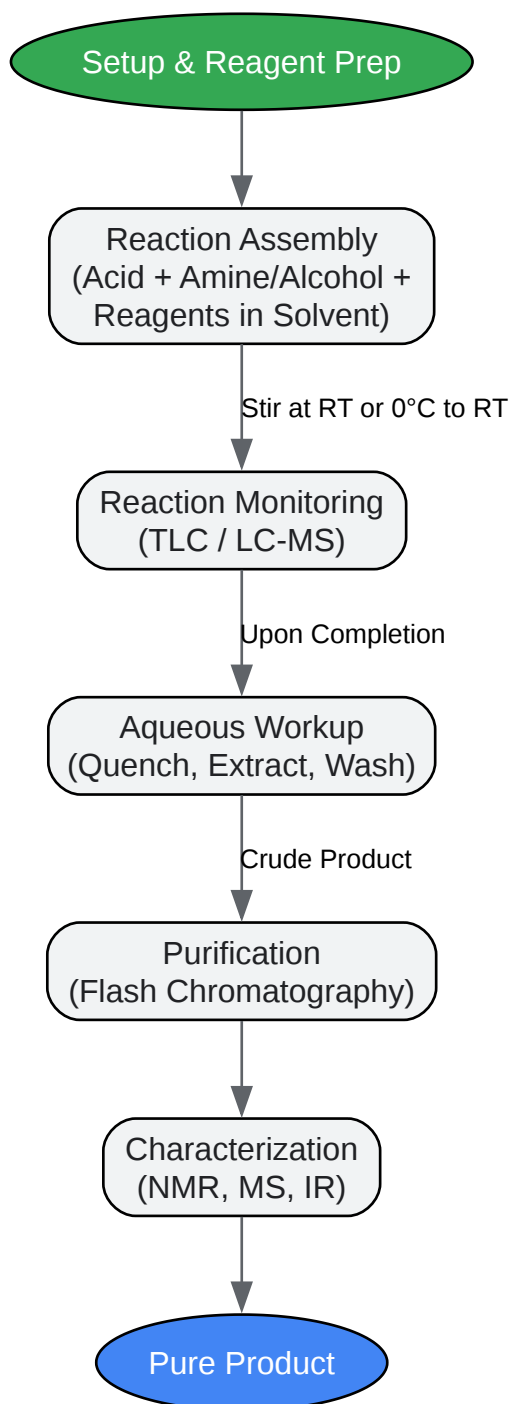 Setup & Reagent Prep
Reaction Assembly
(Acid + Amine/Alcohol +
Reagents in Solvent)
Stir at RT or 0°C to RT
Reaction Monitoring
(TLC / LC-MS)
Upon Completion
Aqueous Workup
(Quench, Extract, Wash)
Crude Product
Purification
(Flash Chromatography)
Characterization
(NMR, MS, IR)
Pure Product